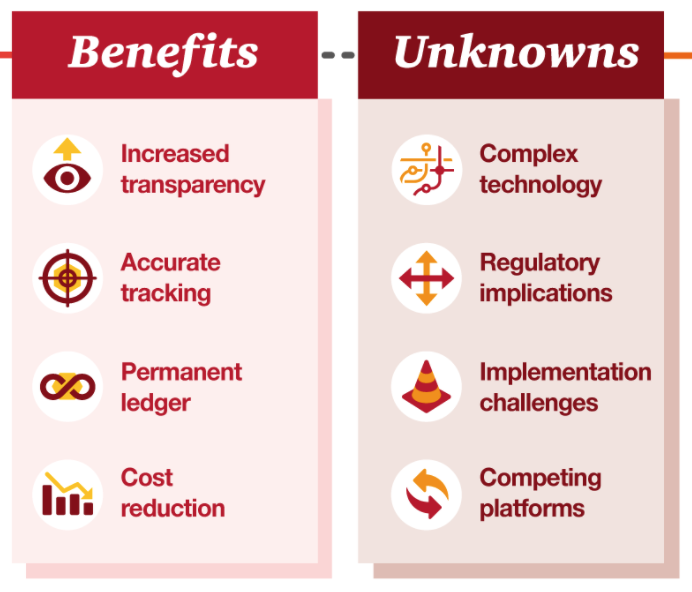 Benefits
Increased
transparency
Accurate
tracking
Permanent
ledger
Cost
reduction
Unknowns
Complex
technology
Regulatory
implications
Implementation
challenges
Competing
platforms